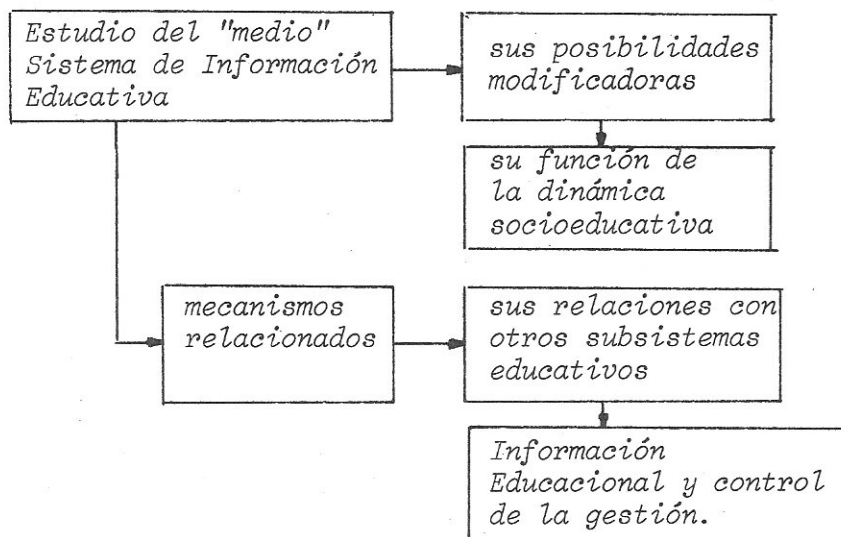 Estudio del "medio"
Sistema de Información
Educativa
sus posibilidades
modificadoras
su función de
la dinámica
socioeducativa
mecanismos
relacionados
sus relaciones con
otros subsistemas
educativos
Información
Educacional y control
de la gestión.